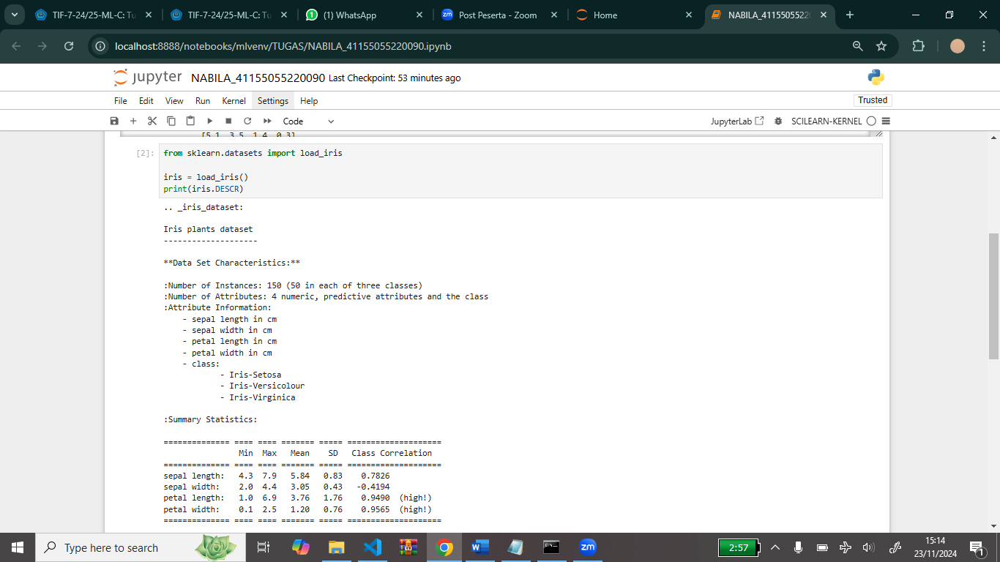 TIF-7-24/25-ML-C: Tu
TIF-7-24/25-ML-C: Tu
(1) WhatsApp
zm Post Peserta - Zoom
Home
NABILA_4115505522
localhost:8888/notebooks/mlvenv/TUGAS/NABILA_41155055220090.ipynb
jupyter NABILA_41155055220090 Last Checkpoint: 53 minutes ago
File Edit View Run Kernel Settings Help
Trusted
Code
JupyterLab
SCILEARN-KERNEL
[5.1, 3.5, 1.4, 0.3]
[2]: from sklearn.datasets import load_iris
iris = load_iris()
print(iris.DESCR)
.. _iris_dataset:
Iris plants dataset
--------------------
**Data Set Characteristics:**
:Number of Instances: 150 (50 in each of three classes)
:Number of Attributes: 4 numeric, predictive attributes and the class
:Attribute Information:
- sepal length in cm
- sepal width in cm
- petal length in cm
- petal width in cm
- class:
- Iris-Setosa
- Iris-Versicolour
- Iris-Virginica
:Summary Statistics:
============== ==== ==== ======= ===== ====================
Min Max Mean SD Class Correlation
============== ==== ==== ======= ===== ====================
sepal length: 4.3 7.9 5.84 0.83 0.7826
sepal width: 2.0 4.4 3.05 0.43 -0.4194
petal length: 1.0 6.9 3.76 1.76 0.9490 (high!)
petal width: 0.1 2.5 1.20 0.76 0.9565 (high!)
============== ==== ==== ======= ===== ====================
Type here to search
zm
2:57
15:14
23/11/2024
1